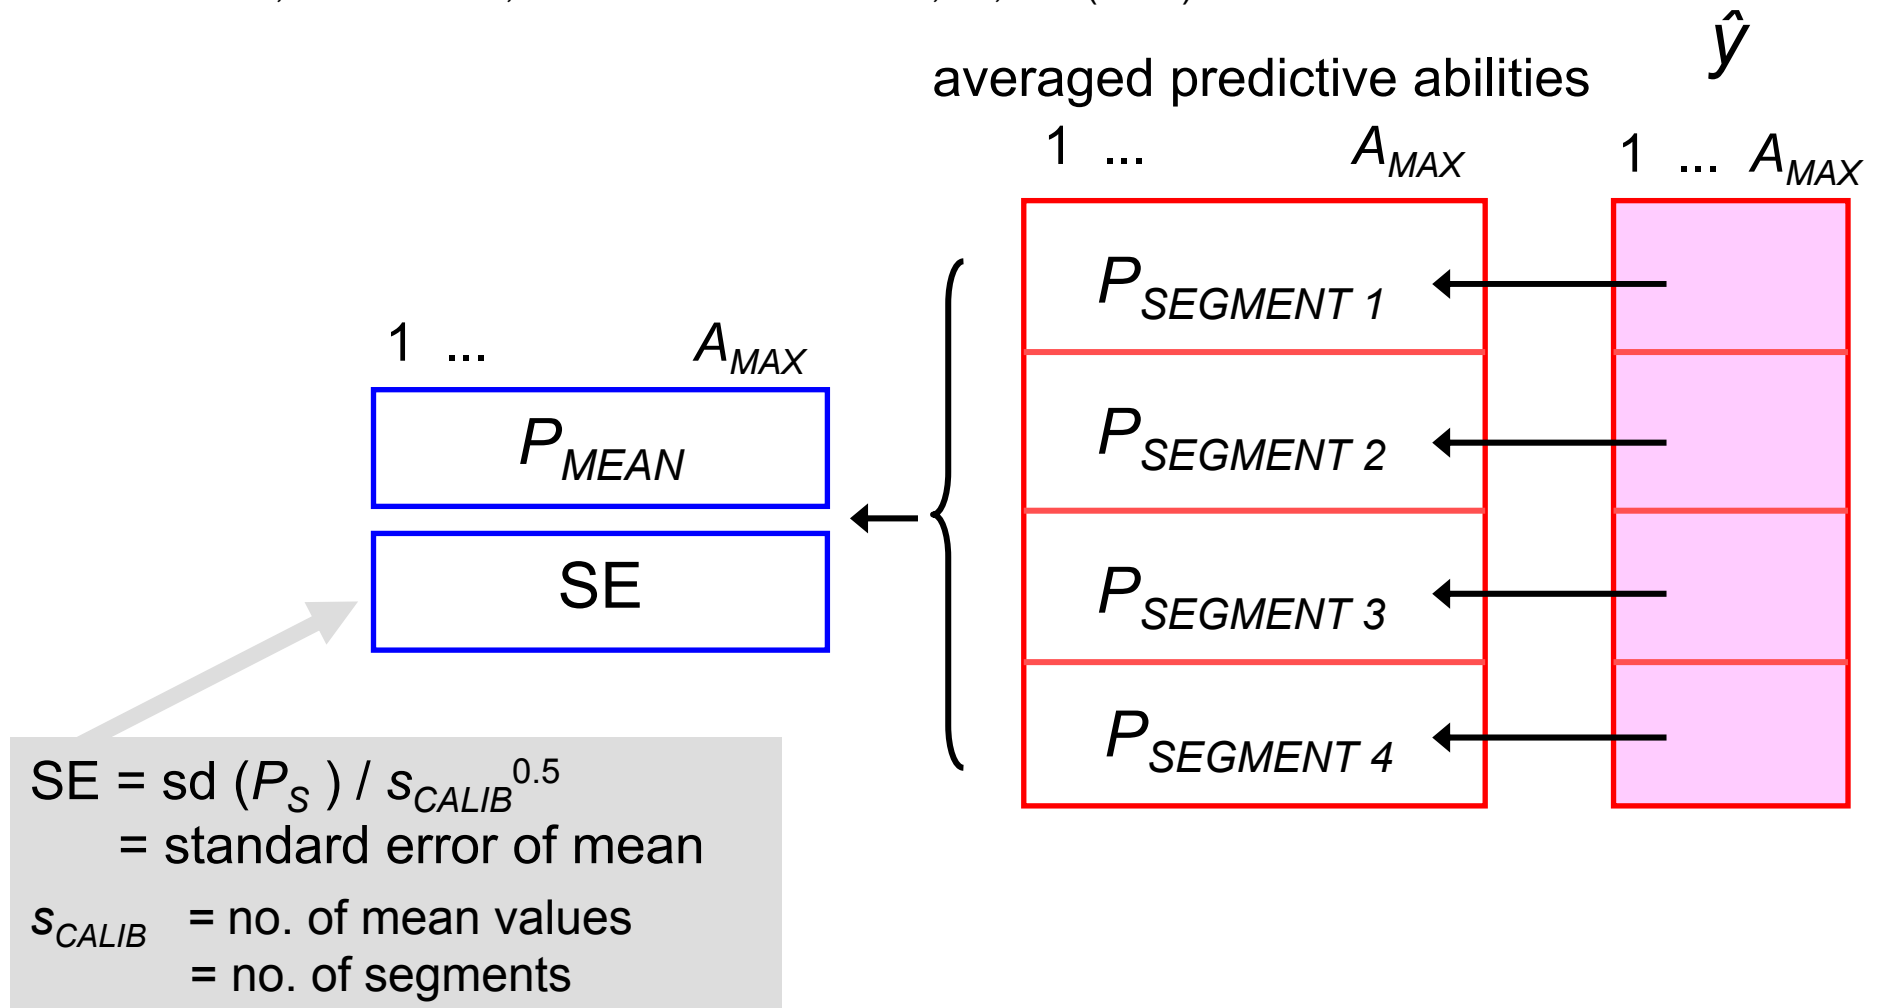 ŷ
averaged predictive abilities
1 ... A_MAX
1 ... A_MAX
P_SEGMENT 1
P_SEGMENT 2
P_SEGMENT 3
P_SEGMENT 4
1 ... A_MAX
P_MEAN
SE
SE = sd (P_S ) / s_CALIB^0.5
= standard error of mean
s_CALIB = no. of mean values
= no. of segments